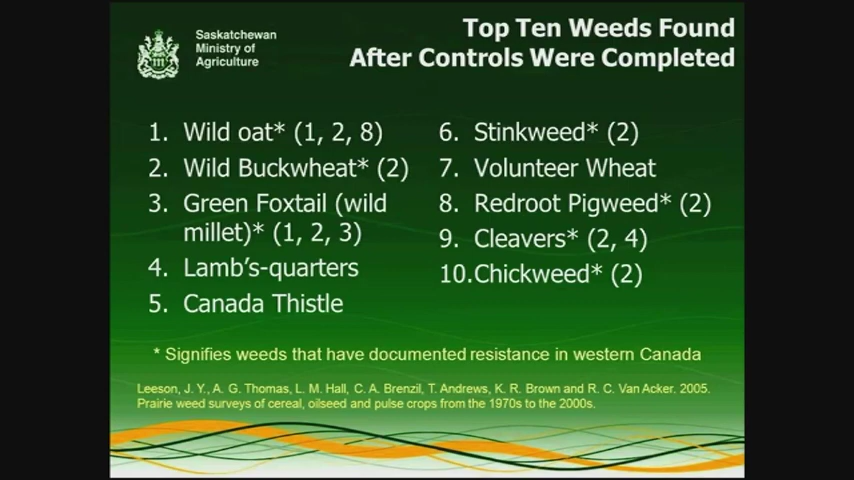 Saskatchewan
Ministry of
Agriculture
Top Ten Weeds Found
After Controls Were Completed
1. Wild oat* (1, 2, 8)
2. Wild Buckwheat* (2)
3. Green Foxtail (wild
millet)* (1, 2, 3)
4. Lamb's-quarters
5. Canada Thistle
6. Stinkweed* (2)
7. Volunteer Wheat
8. Redroot Pigweed* (2)
9. Cleavers* (2, 4)
10.Chickweed* (2)
* Signifies weeds that have documented resistance in western Canada
Leeson, J. Y., A. G. Thomas, L. M. Hall, C. A. Brenzil, T. Andrews, K. R. Brown and R. C. Van Acker. 2005.
Prairie weed surveys of cereal, oilseed and pulse crops from the 1970s to the 2000s.